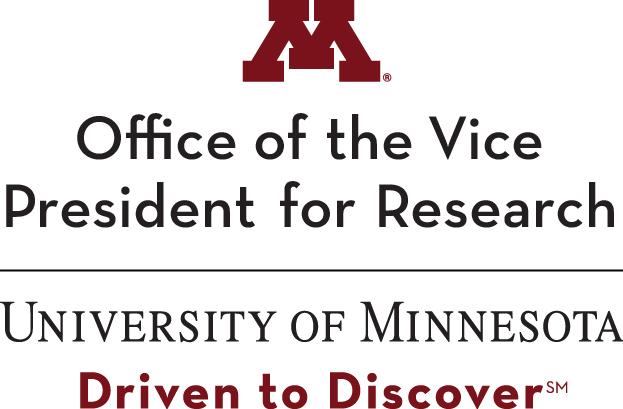 M®
Office of the Vice
President for Research
UNIVERSITY OF MINNESOTA
Driven to Discover℠